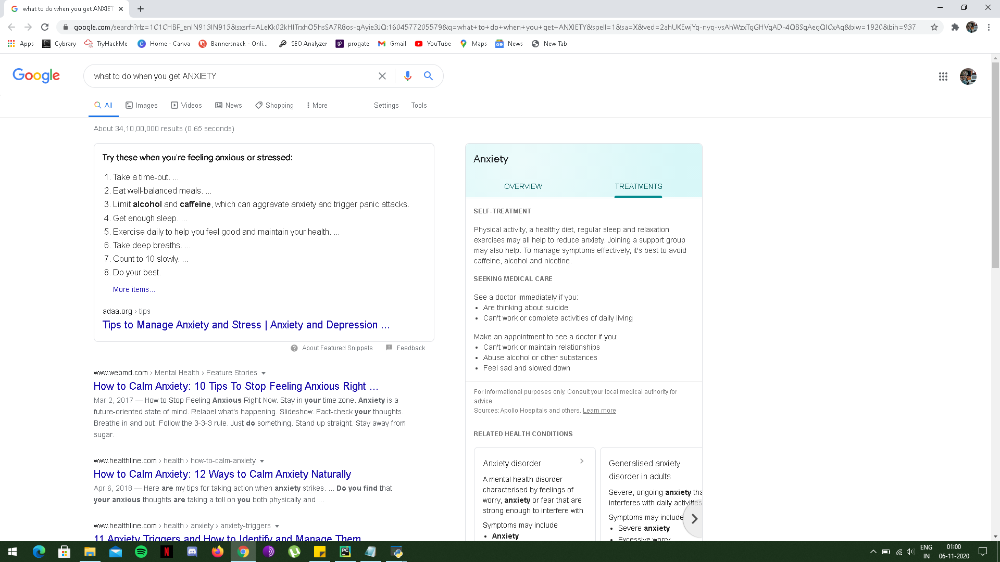 what to do when you get ANXIET
google.com/search?rlz=1C1CHBF_enIN913IN913&sxsrf=ALeKk02kHITrxhO5hsSA7R8os-qAyie3JQ:1604577205579&q=what+to+do+when+you+get+ANXIETY&spell=1&sa=X&ved=2ahUKEwjYq-nyq-vsAhWzxTgGHVgAD-4QBSgAegQICxAq&biw=1920&bih=937
Apps Cybrary TryHackMe Home - Canva Bannersnack - Onli... SEO Analyzer progate Gmail YouTube Maps News New Tab
Google
what to do when you get ANXIETY
All Images Videos News Shopping More Settings Tools
About 34,10,00,000 results (0.65 seconds)
Try these when you're feeling anxious or stressed:
1. Take a time-out. ...
2. Eat well-balanced meals. ...
3. Limit alcohol and caffeine, which can aggravate anxiety and trigger panic attacks.
4. Get enough sleep. ...
5. Exercise daily to help you feel good and maintain your health. ...
6. Take deep breaths. ...
7. Count to 10 slowly. ...
8. Do your best.
More items...
adaa.org › tips
Tips to Manage Anxiety and Stress | Anxiety and Depression ...
About Featured Snippets Feedback
www.webmd.com › Mental Health › Feature Stories
How to Calm Anxiety: 10 Tips To Stop Feeling Anxious Right ...
Mar 2, 2017 — How to Stop Feeling Anxious Right Now. Stay in your time zone. Anxiety is a
future-oriented state of mind. Relabel what's happening. Slideshow. Fact-check your thoughts.
Breathe in and out. Follow the 3-3-3 rule. Just do something. Stand up straight. Stay away from
sugar.
www.healthline.com › health › how-to-calm-anxiety
How to Calm Anxiety: 12 Ways to Calm Anxiety Naturally
Apr 6, 2018 — Here are my tips for taking action when anxiety strikes. ... Do you find that
your anxious thoughts are taking a toll on you both physically and ...
www.healthline.com › health › anxiety › anxiety-triggers
11 Anxiety Triggers and How to Identify and Manage Them
Anxiety
OVERVIEW TREATMENTS
SELF-TREATMENT
Physical activity, a healthy diet, regular sleep and relaxation
exercises may all help to reduce anxiety. Joining a support group
may also help. To manage symptoms effectively, it's best to avoid
caffeine, alcohol and nicotine.
SEEKING MEDICAL CARE
See a doctor immediately if you:
• Are thinking about suicide
• Can't work or complete activities of daily living
Make an appointment to see a doctor if you:
• Can't work or maintain relationships
• Abuse alcohol or other substances
• Feel sad and slowed down
For informational purposes only. Consult your local medical authority for
advice.
Sources: Apollo Hospitals and others. Learn more
RELATED HEALTH CONDITIONS
Anxiety disorder
A mental health disorder
characterised by feelings of
worry, anxiety or fear that are
strong enough to interfere with
Symptoms may include
• Anxiety
Generalised anxiety
disorder in adults
Severe, ongoing anxiety tha
interferes with daily activities
Symptoms may include
• Severe anxiety
• Excessive worry
ENG
IN
01:00
06-11-2020